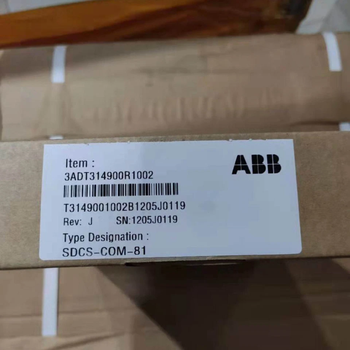 Item :
ABB
3ADT314900R1002
T3149001002B1205J0119
Rev: J SN:1205J0119
Type Designation :
SDCS-COM-81